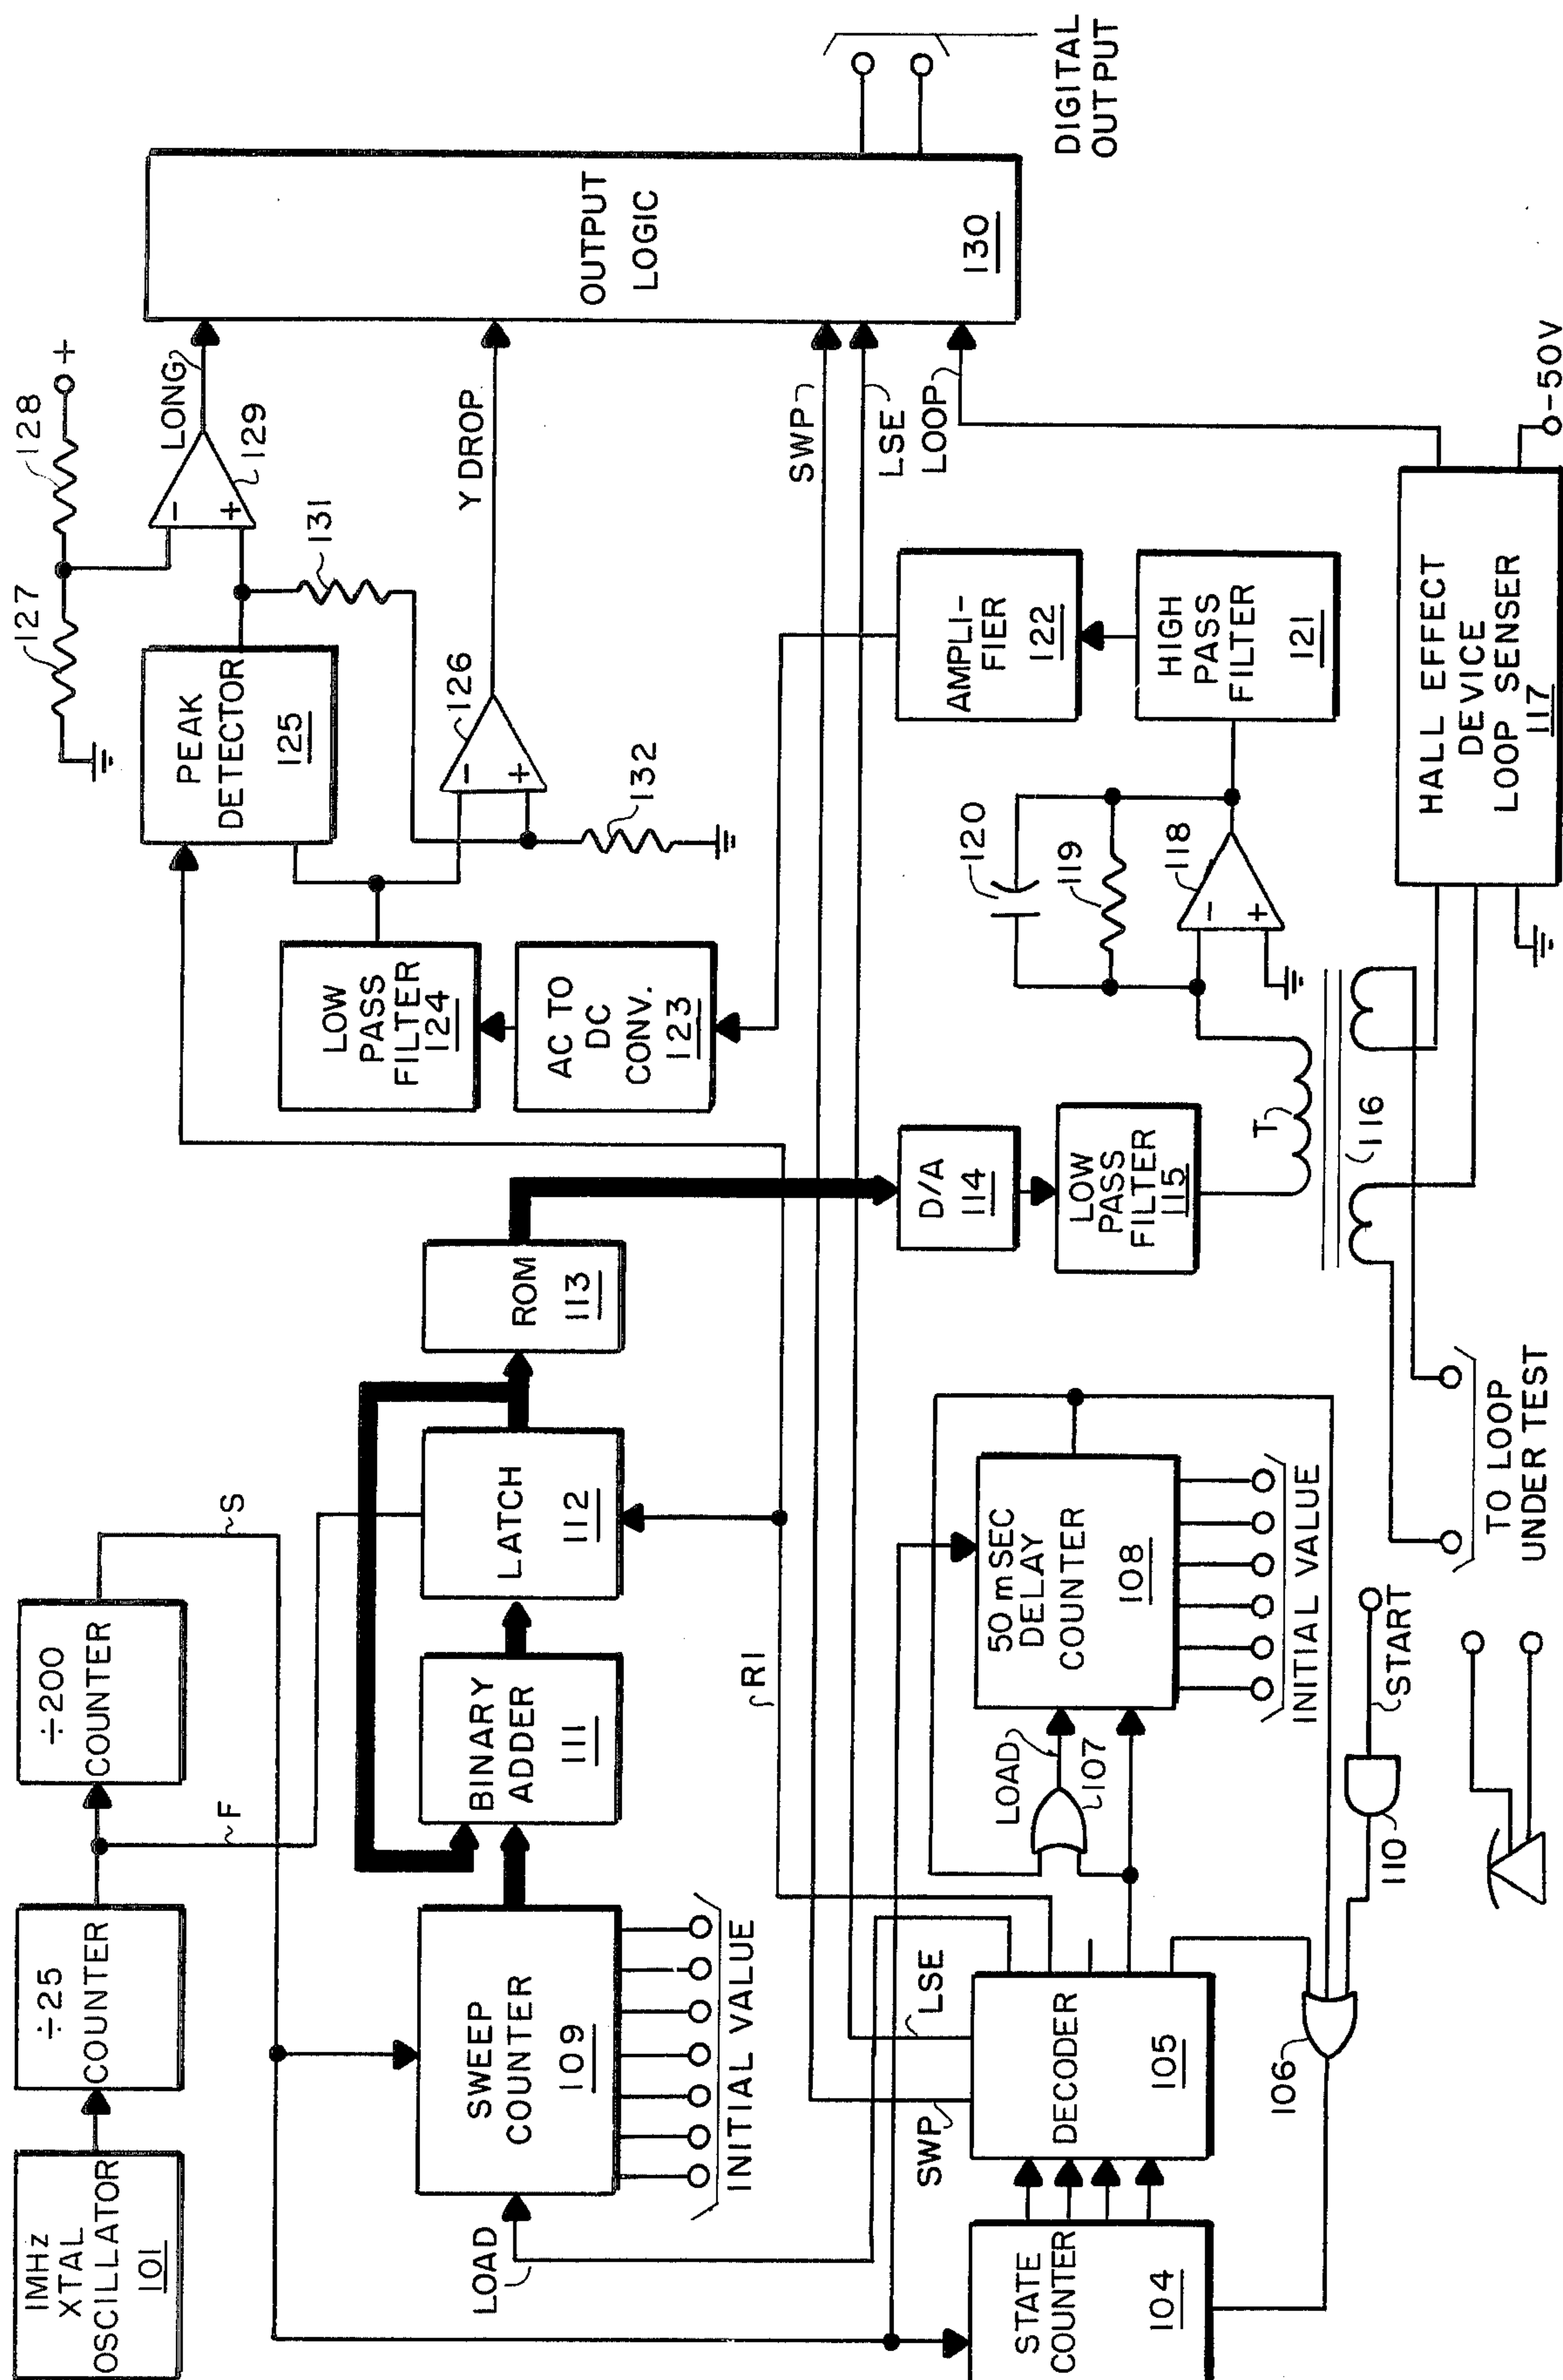 1MHz
XTAL
OSCILLATOR
101
÷25
COUNTER
÷200
COUNTER
F
S
LOAD
SWEEP
COUNTER
109
INITIAL VALUE
BINARY
ADDER
111
LATCH
112
ROM
113
D/A
114
LOW
PASS
FILTER
115
T
116
STATE
COUNTER
104
DECODER
105
SWP
LSE
RI
106
LOAD
107
50 mSEC
DELAY
COUNTER
108
INITIAL VALUE
110
START
TO LOOP
UNDER TEST
LOW
PASS
FILTER
124
AC TO
DC
CONV.
123
PEAK
DETECTOR
125
127
128
+
-
+
129
LONG
131
-
+
126
132
Y DROP
120
119
-
+
118
AMPLI-
FIER
122
HIGH
PASS
FILTER
121
HALL EFFECT
DEVICE
LOOP SENSER
117
-50V
SWP
LSE
LOOP
OUTPUT
LOGIC
130
DIGITAL
OUTPUT